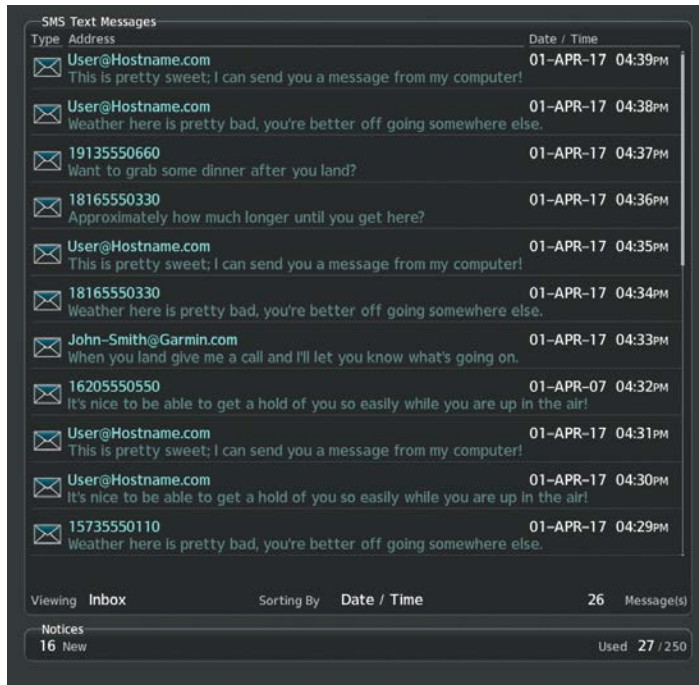 SMS Text Messages
Type Address Date / Time
User@Hostname.com 01-APR-17 04:39PM
This is pretty sweet; I can send you a message from my computer!
User@Hostname.com 01-APR-17 04:38PM
Weather here is pretty bad, you're better off going somewhere else.
19135550660 01-APR-17 04:37PM
Want to grab some dinner after you land?
18165550330 01-APR-17 04:36PM
Approximately how much longer until you get here?
User@Hostname.com 01-APR-17 04:35PM
This is pretty sweet; I can send you a message from my computer!
18165550330 01-APR-17 04:34PM
Weather here is pretty bad, you're better off going somewhere else.
John-Smith@Garmin.com 01-APR-17 04:33PM
When you land give me a call and I'll let you know what's going on.
16205550550 01-APR-07 04:32PM
It's nice to be able to get a hold of you so easily while you are up in the air!
User@Hostname.com 01-APR-17 04:31PM
This is pretty sweet; I can send you a message from my computer!
User@Hostname.com 01-APR-17 04:30PM
It's nice to be able to get a hold of you so easily while you are up in the air!
15735550110 01-APR-17 04:29PM
Weather here is pretty bad, you're better off going somewhere else.
Viewing Inbox Sorting By Date / Time 26 Message(s)
Notices
16 New Used 27 / 250